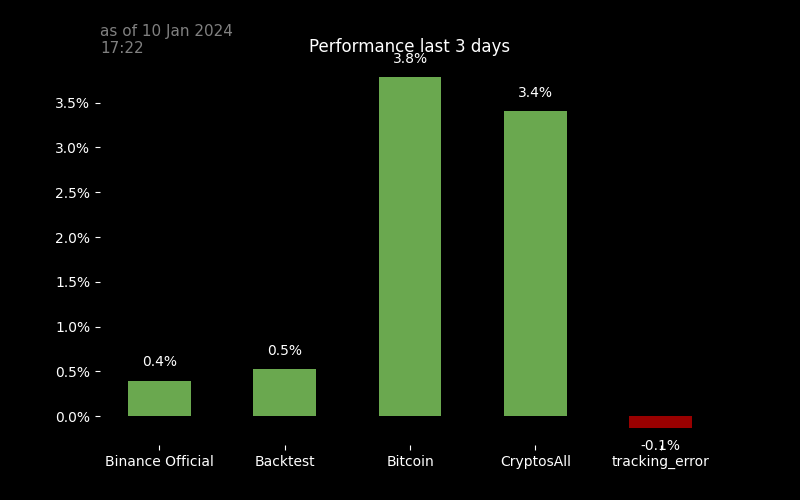 as of 10 Jan 2024
17:22
Performance last 3 days
3.8%
3.5%
3.4%
3.0%
2.5%
2.0%
1.5%
1.0%
0.5%
0.5%
0.4%
0.0%
-0.1%
Binance Official
Backtest
Bitcoin
CryptosAll
tracking_error